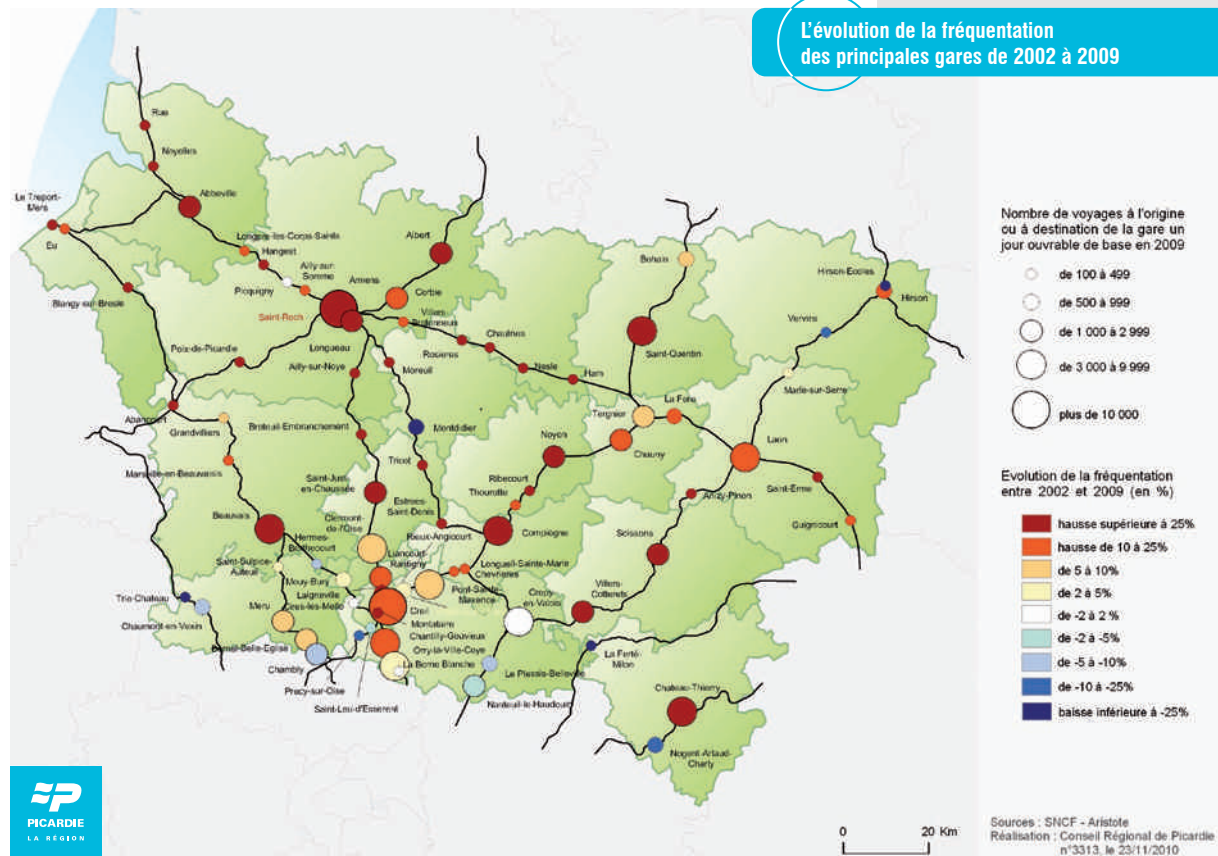 L'évolution de la fréquentation
des principales gares de 2002 à 2009
Rue
Noyelles
Abbeville
Le Treport-
Mers
Eu
Longpre-les-Corps-Saints
Hangest
Ailly-sur-
Somme
Picquigny
Amiens
Albert
Corbie
Saint-Roch
Villers-
Bretonneux
Blangy-sur-Bresle
Longueau
Poix-de-Picardie
Ailly-sur-Noye
Moreuil
Rosieres
Chaulnes
Nesle
Ham
Bohain
Saint-Quentin
Hirson-Ecoles
Hirson
Vervins
Marle-sur-Serre
Tergnier
La Fere
Laon
Abancourt
Grandvilliers
Breteuil-Embranchement
Montdidier
Noyon
Chauny
Marseille-en-Beauvaisis
Tricot
Saint-Just-
en-Chaussée
Estrees-
Saint-Denis
Ribecourt
Thourotte
Anizy-Pinon
Saint-Erme
Guignicourt
Beauvais
Clermont-
de-l'Oise
Hermes-
Berthecourt
Rieux-Angicourt
Compiègne
Soissons
Saint-Sulpice-
Auteuil
Liancourt-
Rantigny
Longueil-Sainte-Marie
Chevrieres
Mouy-Bury
Laigneville
Cires-lès-Mello
Pont-Sainte-
Maxence
Crepy-
en-Valois
Villers-
Cotterets
Trie-Chateau
Chaumont-en-Vexin
Meru
Creil
Montataire
Chantilly-Gouvieux
Orry-la-Ville-Coye
La Borne Blanche
Bornel-Belle-Eglise
Chambly
Precy-sur-Oise
Saint-Leu-d'Esserent
Le Plessis-Belleville
Nanteuil-le-Haudouin
La Ferté-
Milon
Chateau-Thierry
Nogent-Artaud-
Charly
Nombre de voyages à l'origine
ou à destination de la gare un
jour ouvrable de base en 2009
de 100 à 499
de 500 à 999
de 1 000 à 2 999
de 3 000 à 9 999
plus de 10 000
Evolution de la fréquentation
entre 2002 et 2009 (en %)
hausse supérieure à 25%
hausse de 10 à 25%
de 5 à 10%
de 2 à 5%
de -2 à 2 %
de -2 à -5%
de -5 à -10%
de -10 à -25%
baisse inférieure à -25%
PICARDIE
LA RÉGION
0 20 Km
Sources : SNCF - Aristote
Réalisation : Conseil Régional de Picardie
n°3313, le 23/11/2010